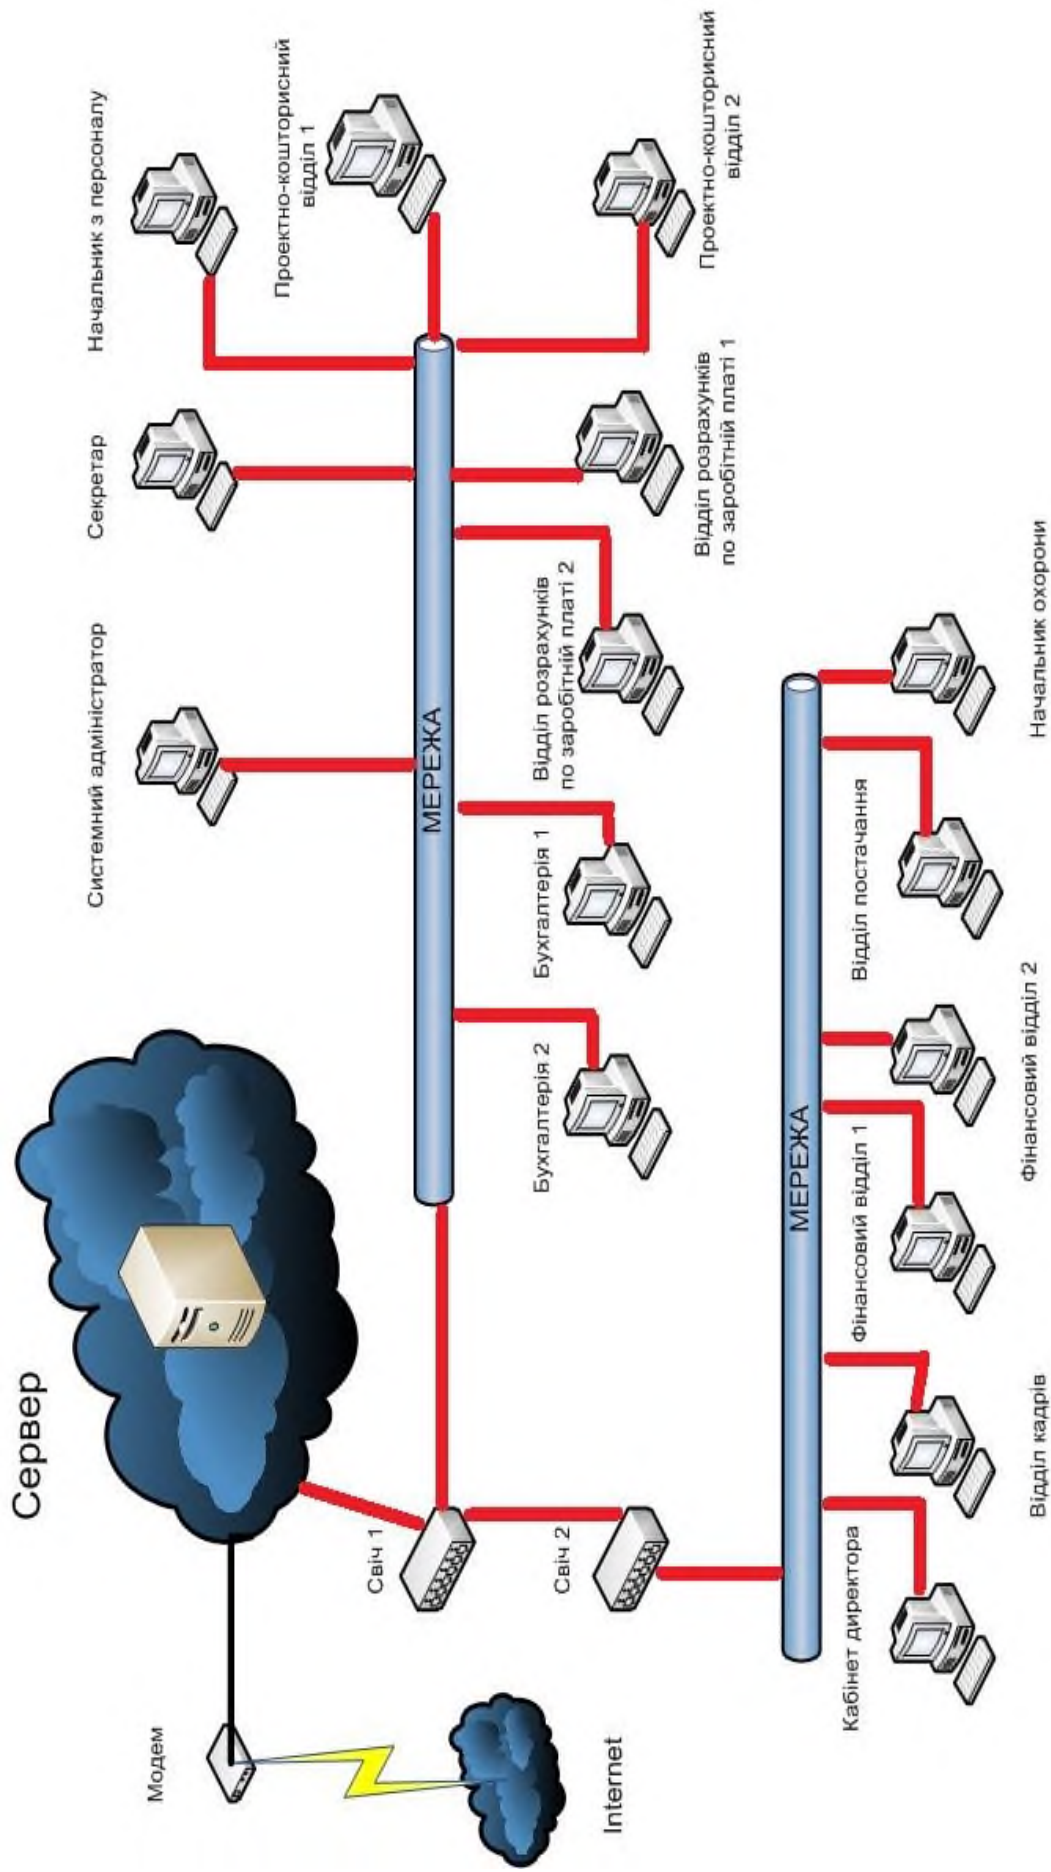 Сервер
Системний адміністратор
Секретар
Начальник з персоналу
Проектно-кошторисний
відділ 1
Модем
Свіч 1
МЕРЕЖА
Internet
Свіч 2
Бухгалтерія 2
Бухгалтерія 1
Відділ розрахунків
по заробітній платі 2
Відділ розрахунків
по заробітній платі 1
Проектно-кошторисний
відділ 2
МЕРЕЖА
Кабінет директора
Фінансовий відділ 1
Відділ постачання
Відділ кадрів
Фінансовий відділ 2
Начальник охорони